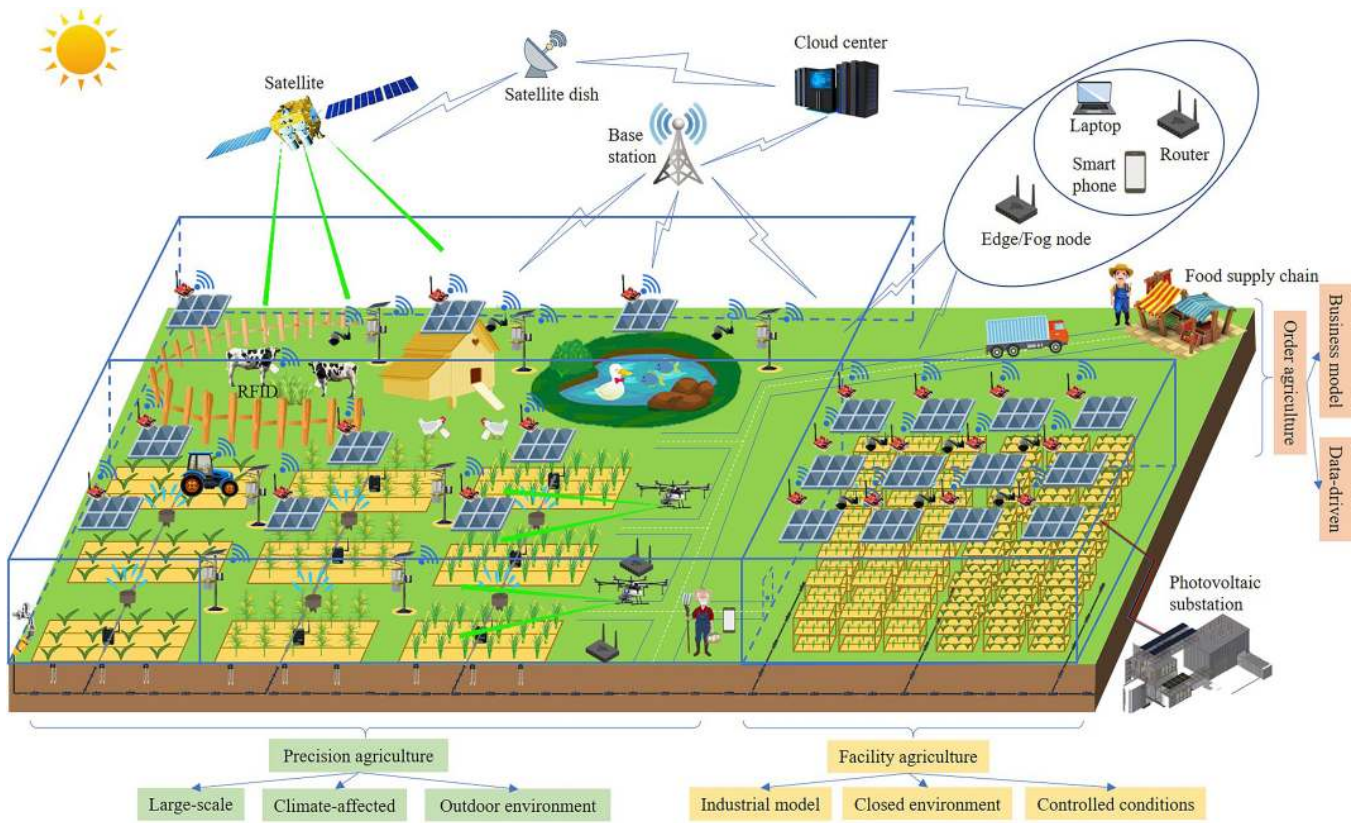 Cloud center
Satellite
Satellite dish
Base
station
Laptop
Router
Smart
phone
Edge/Fog node
Food supply chain
Business model
Order agriculture
Data-driven
RFID
Photovoltaic
substation
Precision agriculture
Facility agriculture
Large-scale
Climate-affected
Outdoor environment
Industrial model
Closed environment
Controlled conditions